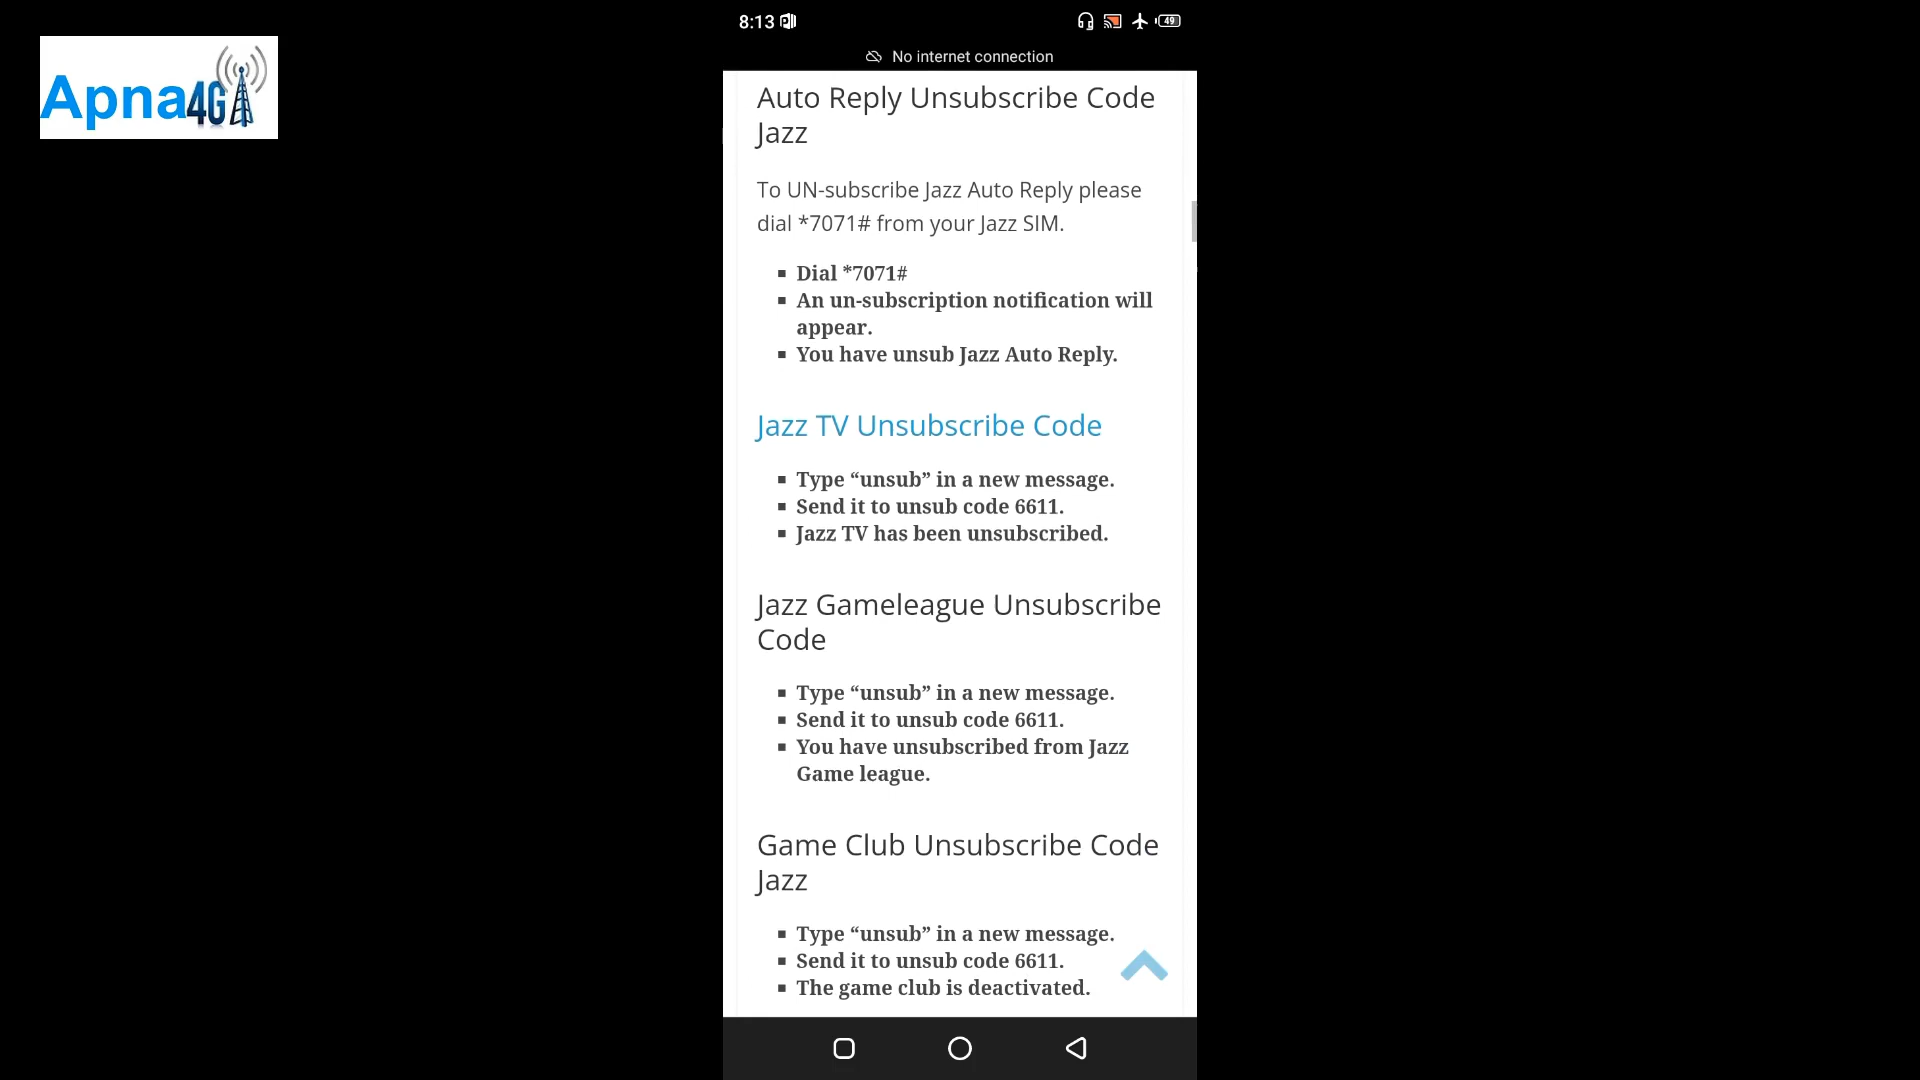 Apna4G
8:13
49
No internet connection
Auto Reply Unsubscribe Code
Jazz
To UN-subscribe Jazz Auto Reply please
dial *7071# from your Jazz SIM.
▪ Dial *7071#
▪ An un-subscription notification will
appear.
▪ You have unsub Jazz Auto Reply.
Jazz TV Unsubscribe Code
▪ Type “unsub” in a new message.
▪ Send it to unsub code 6611.
▪ Jazz TV has been unsubscribed.
Jazz Gameleague Unsubscribe
Code
▪ Type “unsub” in a new message.
▪ Send it to unsub code 6611.
▪ You have unsubscribed from Jazz
Game league.
Game Club Unsubscribe Code
Jazz
▪ Type “unsub” in a new message.
▪ Send it to unsub code 6611.
▪ The game club is deactivated.